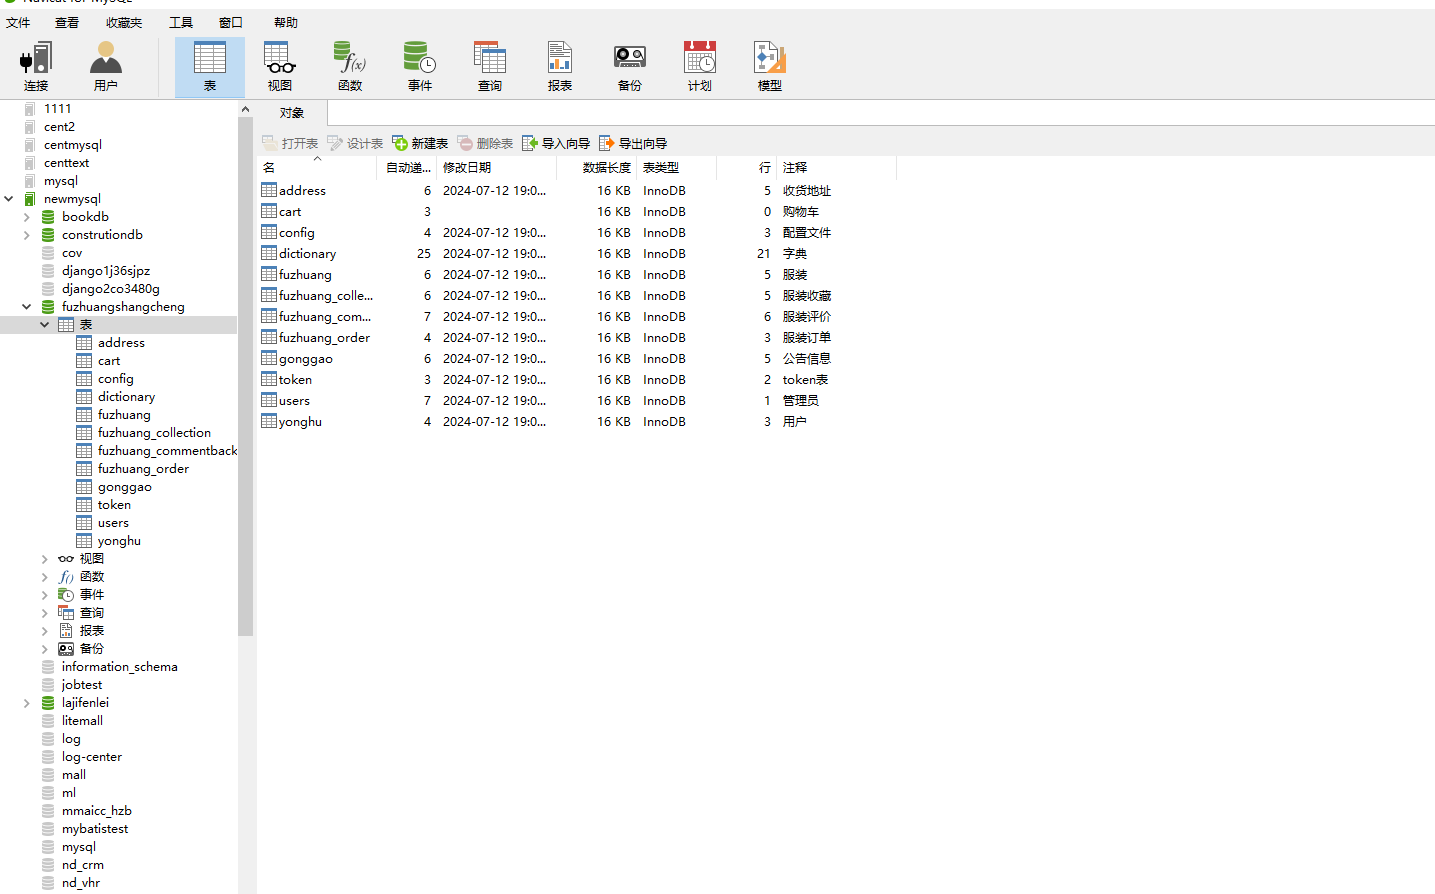 Navicat for MySQL
文件 查看 收藏夹 工具 窗口 帮助
连接 用户 表 视图 函数 事件 查询 报表 备份 计划 模型
1111
cent2
centmysql
centtext
mysql
newmysql
bookdb
construtiondb
cov
django1j36sjpz
django2co3480g
fuzhuangshangcheng
表
address
cart
config
dictionary
fuzhuang
fuzhuang_collection
fuzhuang_commentback
fuzhuang_order
gonggao
token
users
yonghu
视图
函数
事件
查询
报表
备份
information_schema
jobtest
lajifenlei
litemall
log
log-center
mall
ml
mmaicc_hzb
mybatistest
mysql
nd_crm
nd_vhr
对象
打开表 设计表 新建表 删除表 导入向导 导出向导
名 自动递... 修改日期 数据长度 表类型 行 注释
address 6 2024-07-12 19:0... 16 KB InnoDB 5 收货地址
cart 3 16 KB InnoDB 0 购物车
config 4 2024-07-12 19:0... 16 KB InnoDB 3 配置文件
dictionary 25 2024-07-12 19:0... 16 KB InnoDB 21 字典
fuzhuang 6 2024-07-12 19:0... 16 KB InnoDB 5 服装
fuzhuang_colle... 6 2024-07-12 19:0... 16 KB InnoDB 5 服装收藏
fuzhuang_com... 7 2024-07-12 19:0... 16 KB InnoDB 6 服装评价
fuzhuang_order 4 2024-07-12 19:0... 16 KB InnoDB 3 服装订单
gonggao 6 2024-07-12 19:0... 16 KB InnoDB 5 公告信息
token 3 2024-07-12 19:0... 16 KB InnoDB 2 token表
users 7 2024-07-12 19:0... 16 KB InnoDB 1 管理员
yonghu 4 2024-07-12 19:0... 16 KB InnoDB 3 用户